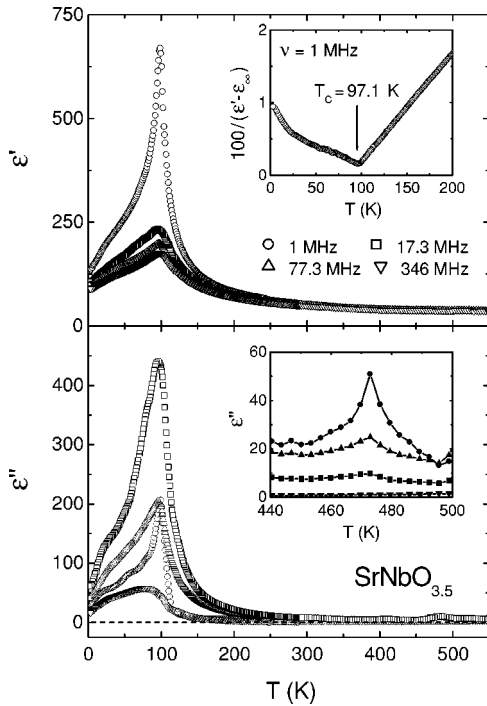 750
500
250
0
ε'
2
1
0
100/(ε'-ε∞)
ν = 1 MHz
T_C=97.1 K
0 50 100 150 200
T (K)
○ 1 MHz □ 17.3 MHz
△ 77.3 MHz ▽ 346 MHz
400
300
200
100
0
ε''
60
40
20
0
ε''
440 460 480 500
T (K)
SrNbO3.5
0 100 200 300 400 500
T (K)